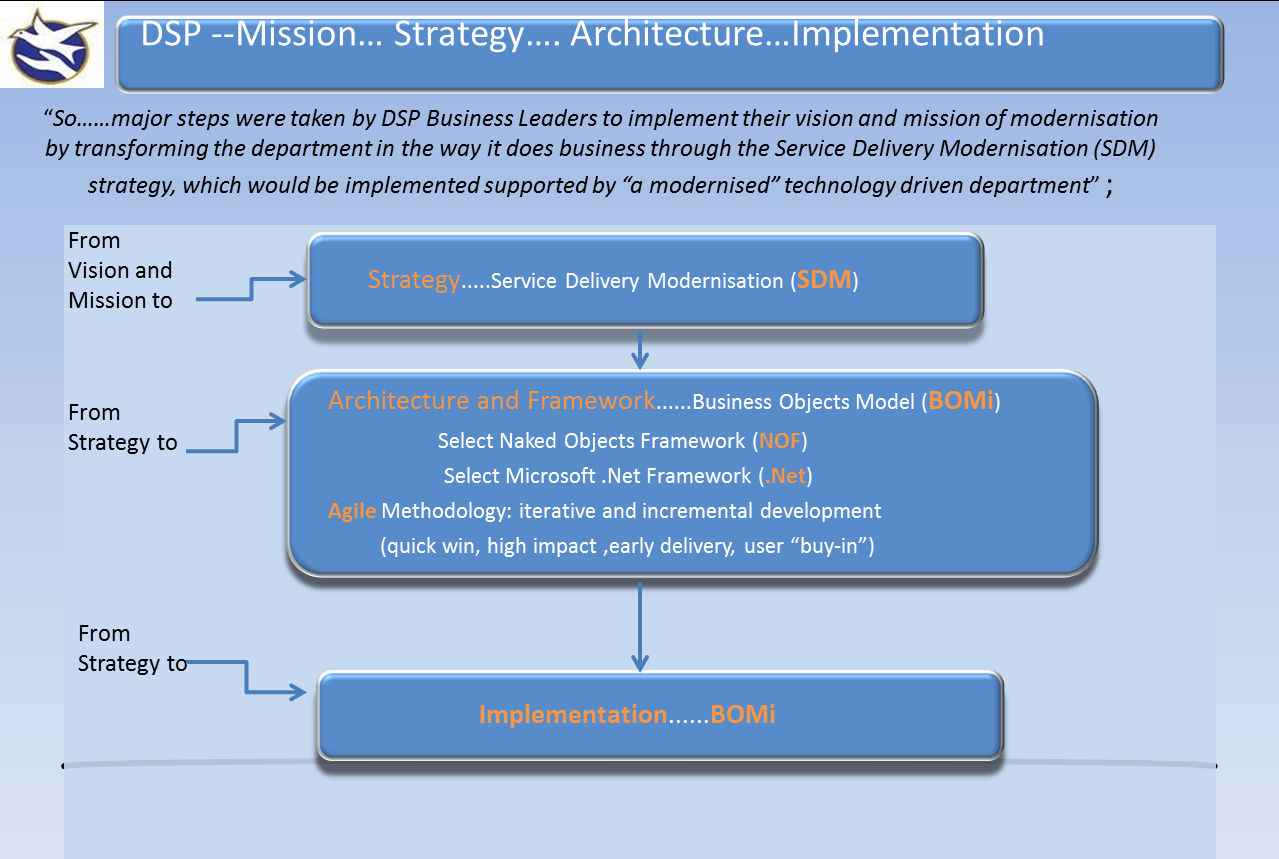 DSP --Mission… Strategy…. Architecture…Implementation
“So……major steps were taken by DSP Business Leaders to implement their vision and mission of modernisation
by transforming the department in the way it does business through the Service Delivery Modernisation (SDM)
strategy, which would be implemented supported by “a modernised” technology driven department” ;
From
Vision and
Mission to
Strategy.....Service Delivery Modernisation (SDM)
From
Strategy to
Architecture and Framework......Business Objects Model (BOMi)
Select Naked Objects Framework (NOF)
Select Microsoft .Net Framework (.Net)
Agile Methodology: iterative and incremental development
(quick win, high impact ,early delivery, user “buy-in”)
From
Strategy to
Implementation......BOMi